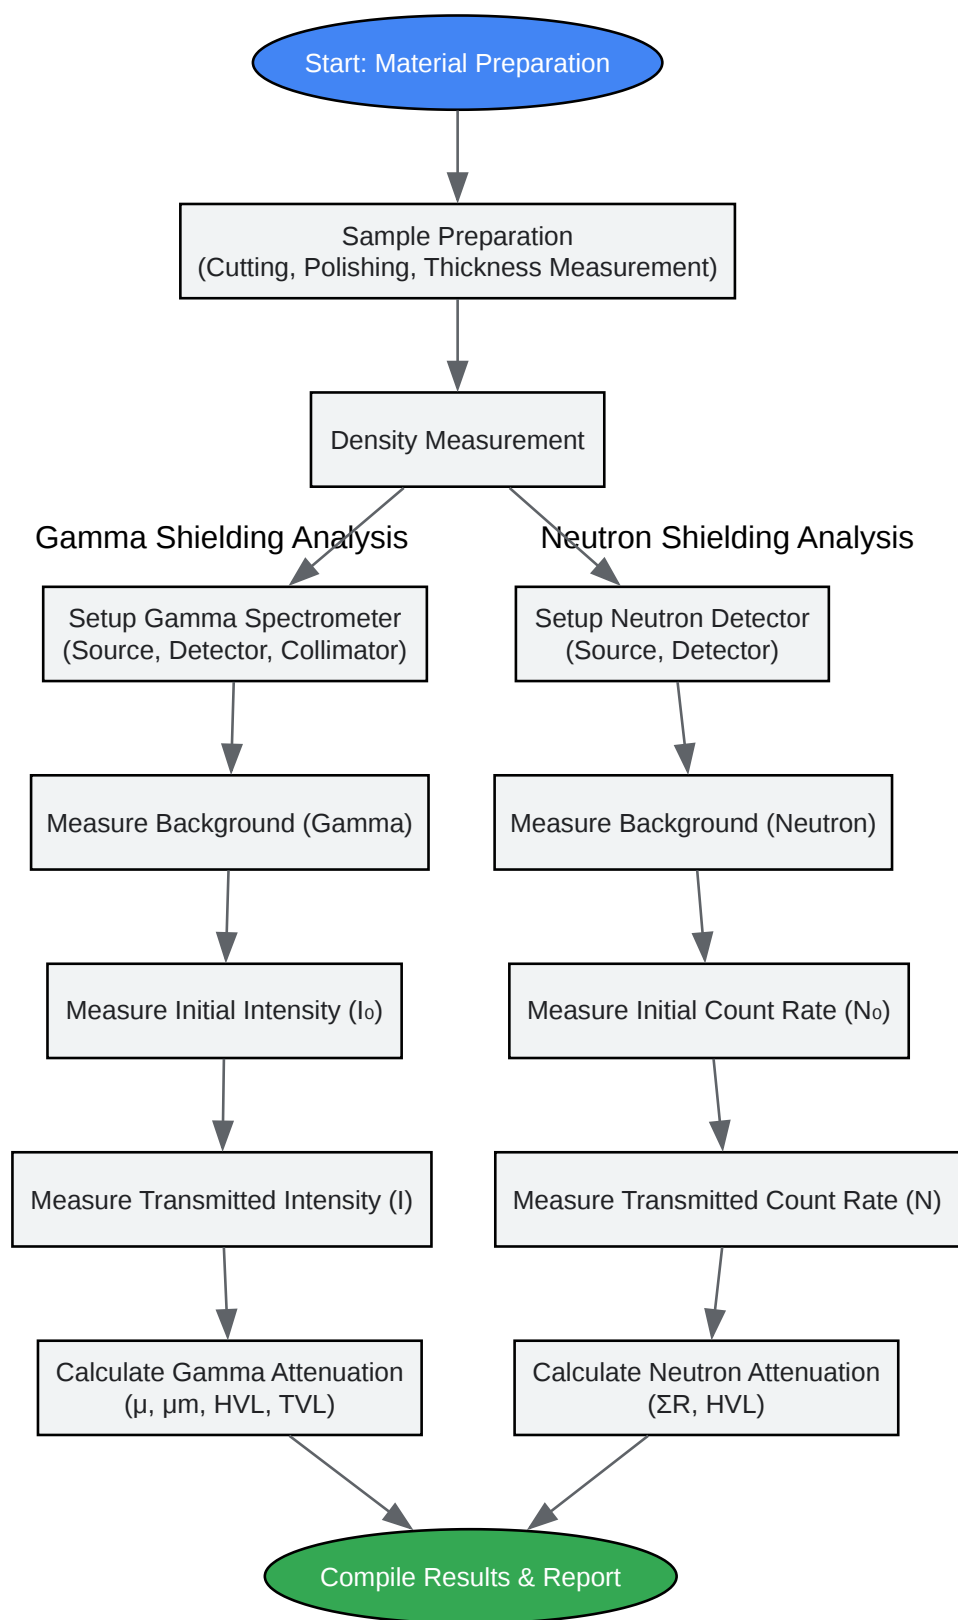 Start: Material Preparation
Sample Preparation
(Cutting, Polishing, Thickness Measurement)
Density Measurement
Gamma Shielding Analysis
Neutron Shielding Analysis
Setup Gamma Spectrometer
(Source, Detector, Collimator)
Setup Neutron Detector
(Source, Detector)
Measure Background (Gamma)
Measure Background (Neutron)
Measure Initial Intensity (I₀)
Measure Initial Count Rate (N₀)
Measure Transmitted Intensity (I)
Measure Transmitted Count Rate (N)
Calculate Gamma Attenuation
(μ, μm, HVL, TVL)
Calculate Neutron Attenuation
(ΣR, HVL)
Compile Results & Report